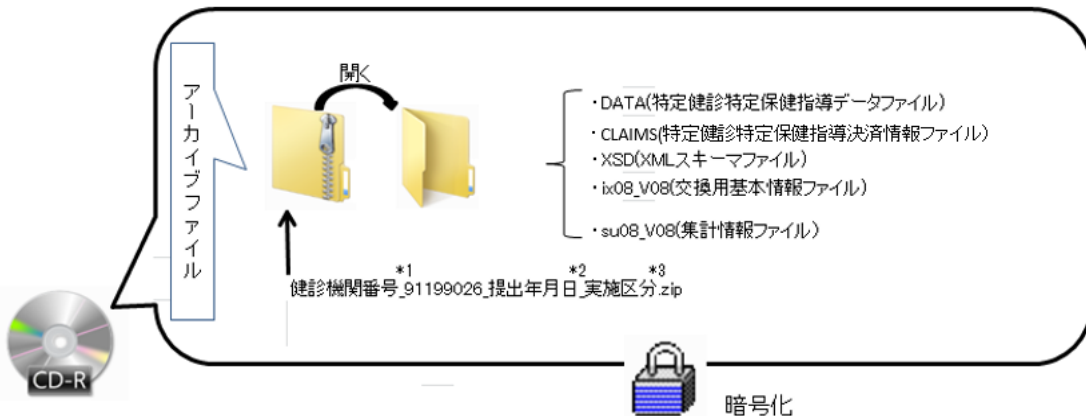 アーカイブファイル
開く
・DATA(特定健診特定保健指導データファイル)
・CLAIMS(特定健診特定保健指導決済情報ファイル)
・XSD(XMLスキーマファイル)
・ix08_V08(交換用基本情報ファイル)
・su08_V08(集計情報ファイル)
*1 *2 *3
健診機関番号_91199026_提出年月日_実施区分.zip
CD-R
暗号化